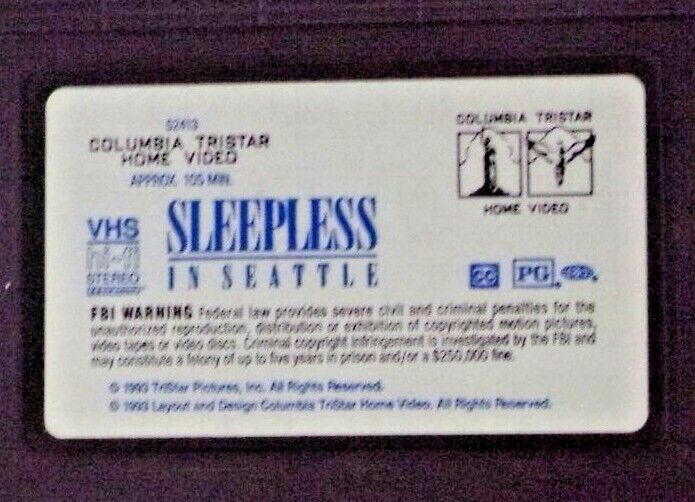 52413
COLUMBIA TRISTAR
HOME VIDEO
APPROX. 105 MIN.
COLUMBIA TRISTAR
HOME VIDEO
VHS
hi-fi
STEREO
SLEEPLESS
IN SEATTLE
CC
PG
FBI WARNING Federal law provides severe civil and criminal penalties for the
unauthorized reproduction, distribution or exhibition of copyrighted motion pictures,
video tapes or video discs. Criminal copyright infringement is investigated by the FBI and
may constitute a felony of up to five years in prison and/or a $250,000 fine.
© 1993 TriStar Pictures, Inc. All Rights Reserved.
© 1993 Layout and Design Columbia TriStar Home Video. All Rights Reserved.